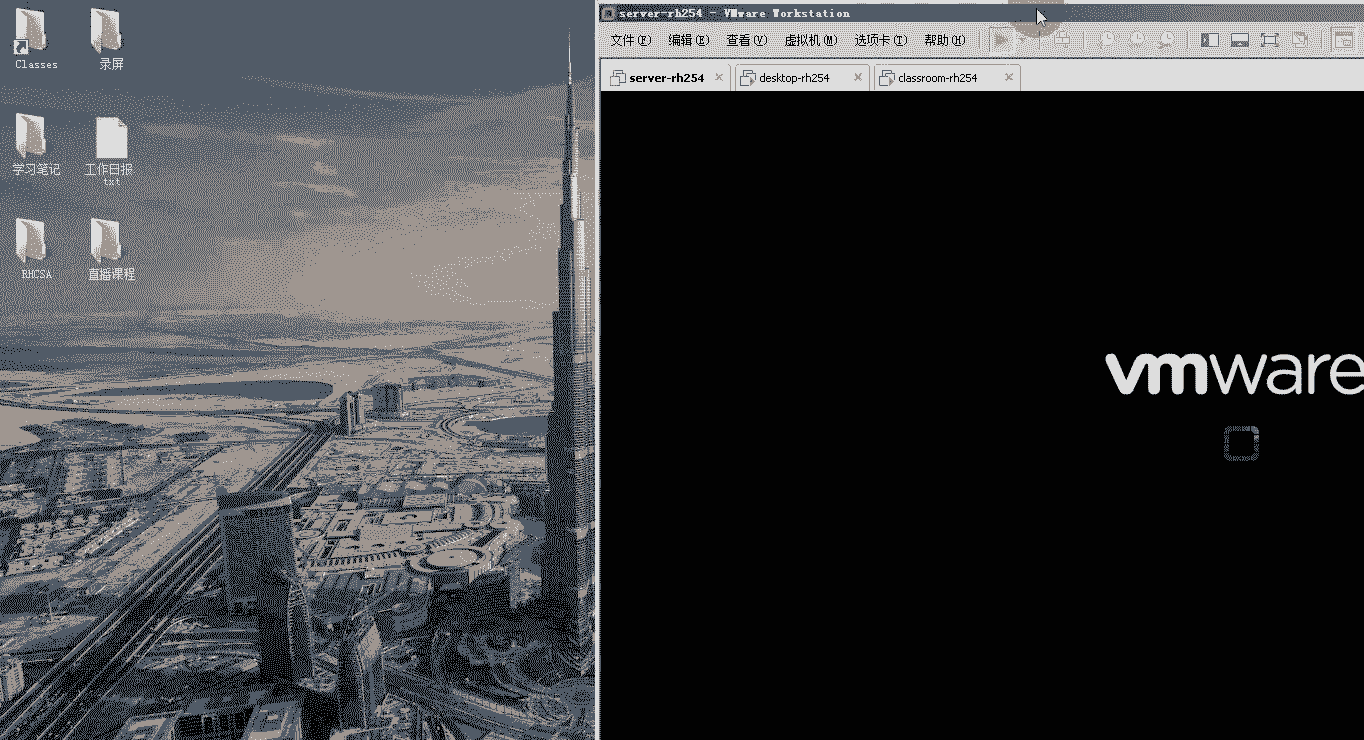 Classes
录屏
学习笔记
工作日报
txt
RHCSA
直播课程
server-rh254 - VMware Workstation
文件(F) 编辑(E) 查看(V) 虚拟机(M) 选项卡(T) 帮助(H)
server-rh254 desktop-rh254 classroom-rh254
vmware